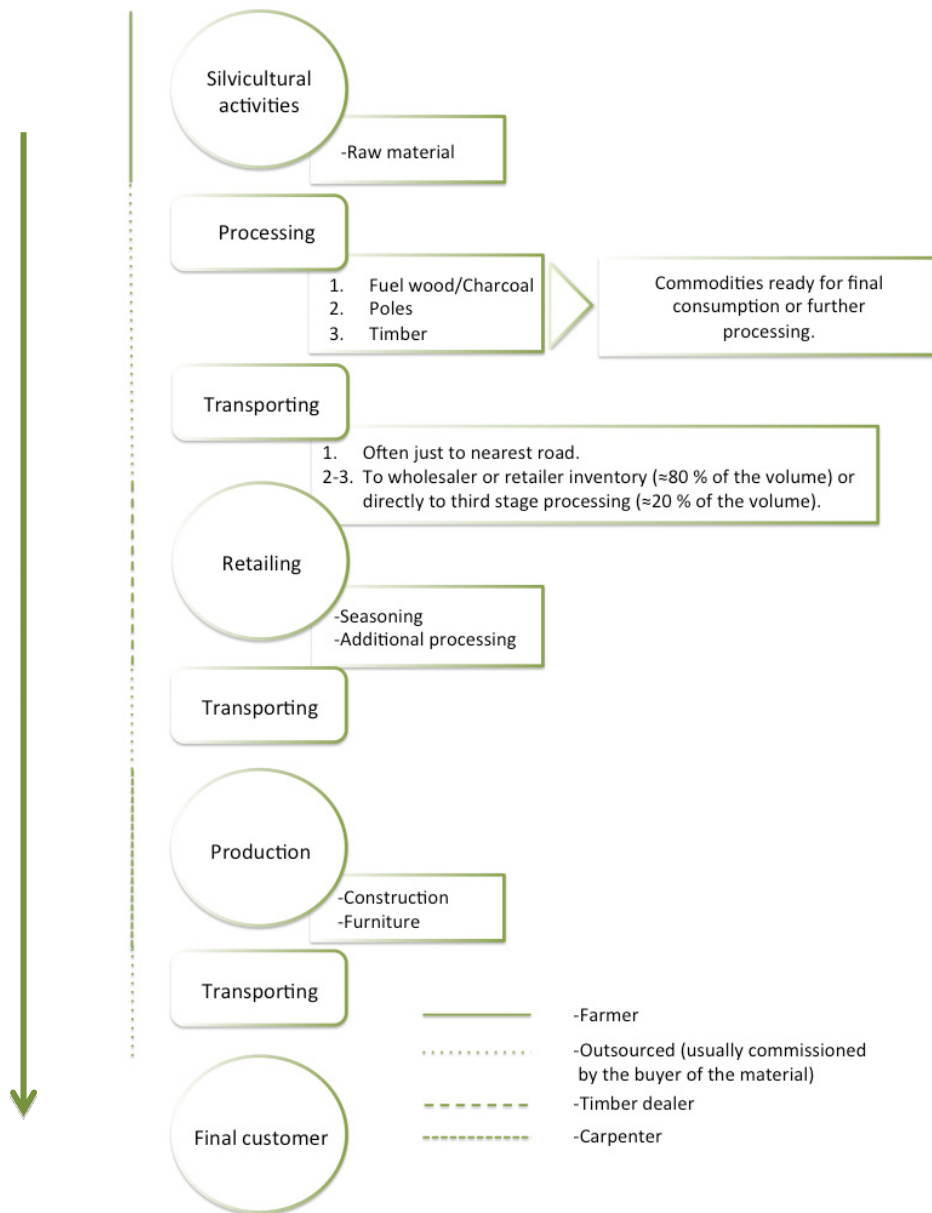 Silvicultural
activities
-Raw material
Processing
1. Fuel wood/Charcoal
2. Poles
3. Timber
Commodities ready for final
consumption or further
processing.
Transporting
1. Often just to nearest road.
2-3. To wholesaler or retailer inventory (≈80 % of the volume) or
directly to third stage processing (≈20 % of the volume).
Retailing
-Seasoning
-Additional processing
Transporting
Production
-Construction
-Furniture
Transporting
-Farmer
-Outsourced (usually commissioned
by the buyer of the material)
-Timber dealer
-Carpenter
Final customer